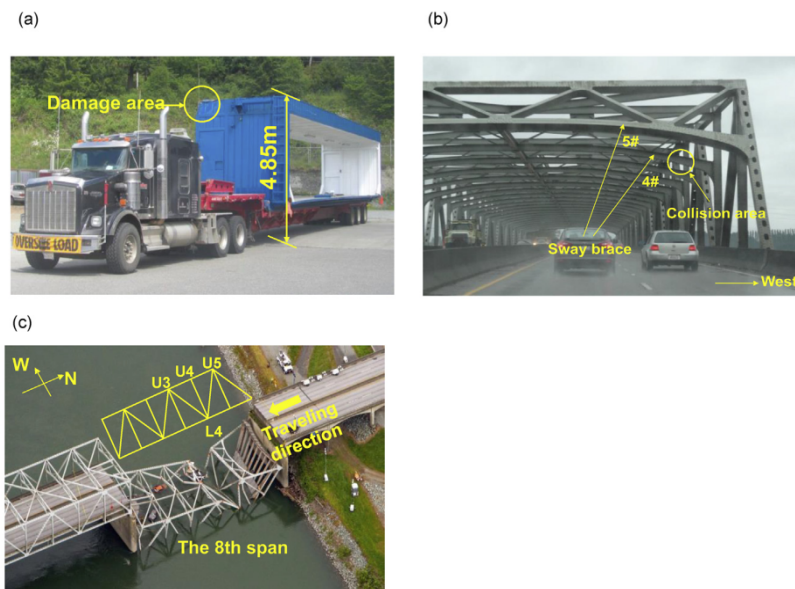 (a)
Damage area
4.85m
OVERSIZE LOAD
(b)
5#
4#
Collision area
Sway brace
West
(c)
W
N
U5
U4
U3
L4
Traveling
direction
The 8th span